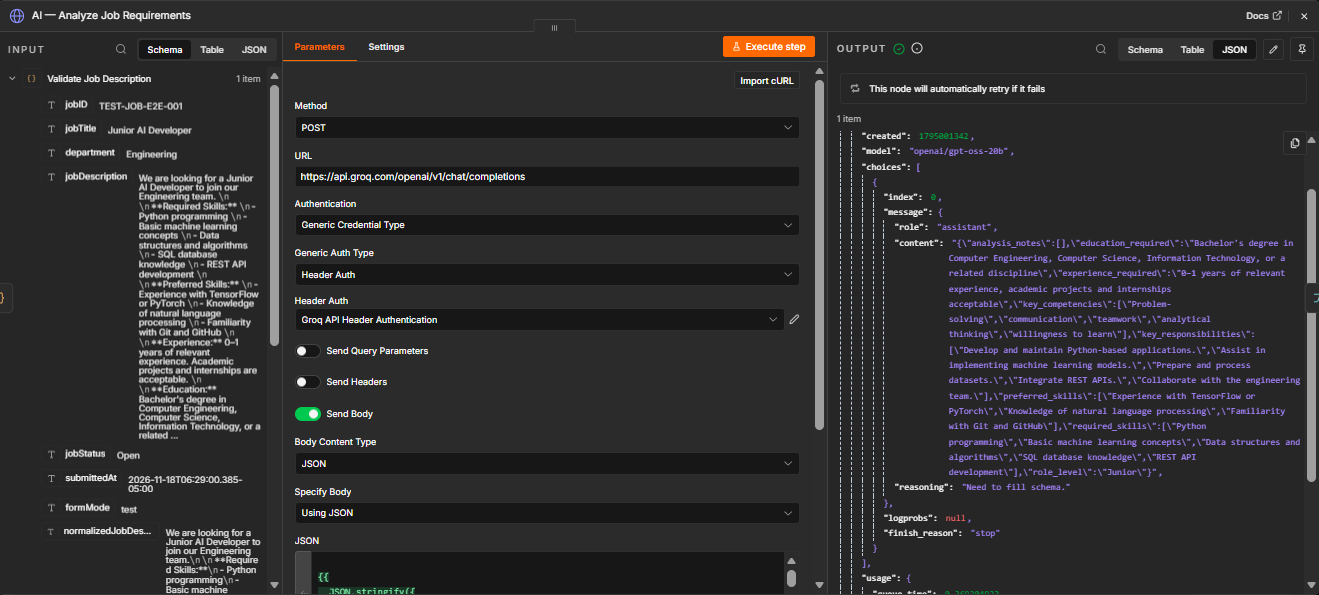 AI — Analyze Job Requirements
Docs
INPUT
Schema
Table
JSON
Validate Job Description
1 item
T jobID TEST-JOB-E2E-001
T jobTitle Junior AI Developer
T department Engineering
T jobDescription We are looking for a Junior
AI Developer to join our
Engineering team. \n
\n**Required Skills:** \n-
Python programming \n-
Basic machine learning
concepts \n- Data
structures and algorithms
\n- SQL database
knowledge \n- REST API
development \n
\n**Preferred Skills:** \n-
Experience with TensorFlow
or PyTorch \n- Knowledge
of natural language
processing \n- Familiarity
with Git and GitHub \n
\n**Experience:** 0–1
years of relevant
experience. Academic
projects and internships are
acceptable. \n
\n**Education:**
Bachelor's degree in
Computer Engineering,
Computer Science,
Information Technology, or a
related ...
T jobStatus Open
T submittedAt 2026-11-18T06:29:00.385-
05:00
T formMode test
T normalizedJobDes... We are looking for a
Junior AI Developer to
join our Engineering
team.\n\n**Require
d Skills:**\n- Python
programming\n-
Basic machine
Parameters
Settings
Execute step
Import cURL
Method
POST
URL
https://api.groq.com/openai/v1/chat/completions
Authentication
Generic Credential Type
Generic Auth Type
Header Auth
Header Auth
Groq API Header Authentication
Send Query Parameters
Send Headers
Send Body
Body Content Type
JSON
Specify Body
Using JSON
JSON
{{
JSON.stringify({
OUTPUT
Schema
Table
JSON
This node will automatically retry if it fails
1 item
"created": 1795001342,
"model": "openai/gpt-oss-20b",
"choices": [
{
"index": 0,
"message": {
"role": "assistant",
"content": "{\"analysis_notes\":[],\"education_required\":\"Bachelor's degree in
Computer Engineering, Computer Science, Information Technology, or a
related discipline\",\"experience_required\":\"0–1 years of relevant
experience, academic projects and internships
acceptable\",\"key_competencies\":[\"Problem-
solving\",\"communication\",\"teamwork\",\"analytical
thinking\",\"willingness to learn\"],\"key_responsibilities\":
[\"Develop and maintain Python-based applications.\",\"Assist in
implementing machine learning models.\",\"Prepare and process
datasets.\",\"Integrate REST APIs.\",\"Collaborate with the engineering
team.\"],\"preferred_skills\":[\"Experience with TensorFlow or
PyTorch\",\"Knowledge of natural language processing\",\"Familiarity
with Git and GitHub\"],\"required_skills\":[\"Python
programming\",\"Basic machine learning concepts\",\"Data structures and
algorithms\",\"SQL database knowledge\",\"REST API
development\"],\"role_level\":\"Junior\"}",
"reasoning": "Need to fill schema."
},
"logprobs": null,
"finish_reason": "stop"
}
],
"usage": {